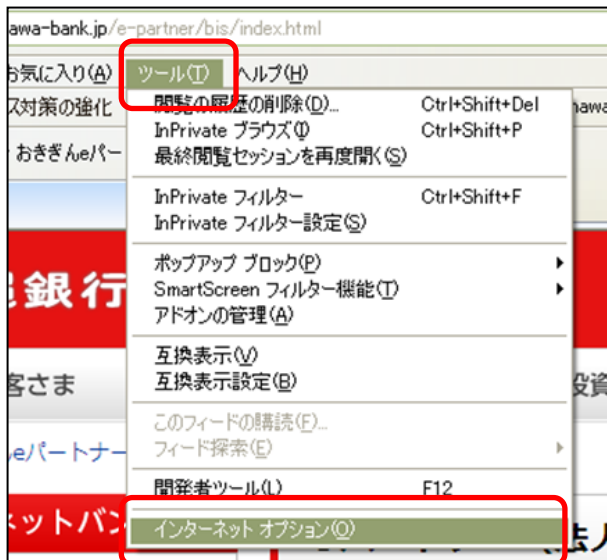 awa-bank.jp/e-partner/bis/index.html
お気に入り(A) ツール(T) ヘルプ(H)
ス対策の強化
閲覧の履歴の削除(D)... Ctrl+Shift+Del
nawa
InPrivate ブラウズ(I) Ctrl+Shift+P
おきぎんeパー
最終閲覧セッションを再度開く(S)
InPrivate フィルター Ctrl+Shift+F
InPrivate フィルター設定(S)
ポップアップ ブロック(P)
銀行
SmartScreen フィルター機能(T)
アドオンの管理(A)
互換表示(V)
客さま
互換表示設定(B)
投資
このフィードの購読(F)...
eパートナー
フィード探索(E)
開発者ツール(L) F12
ネットバン
インターネット オプション(O)
法人